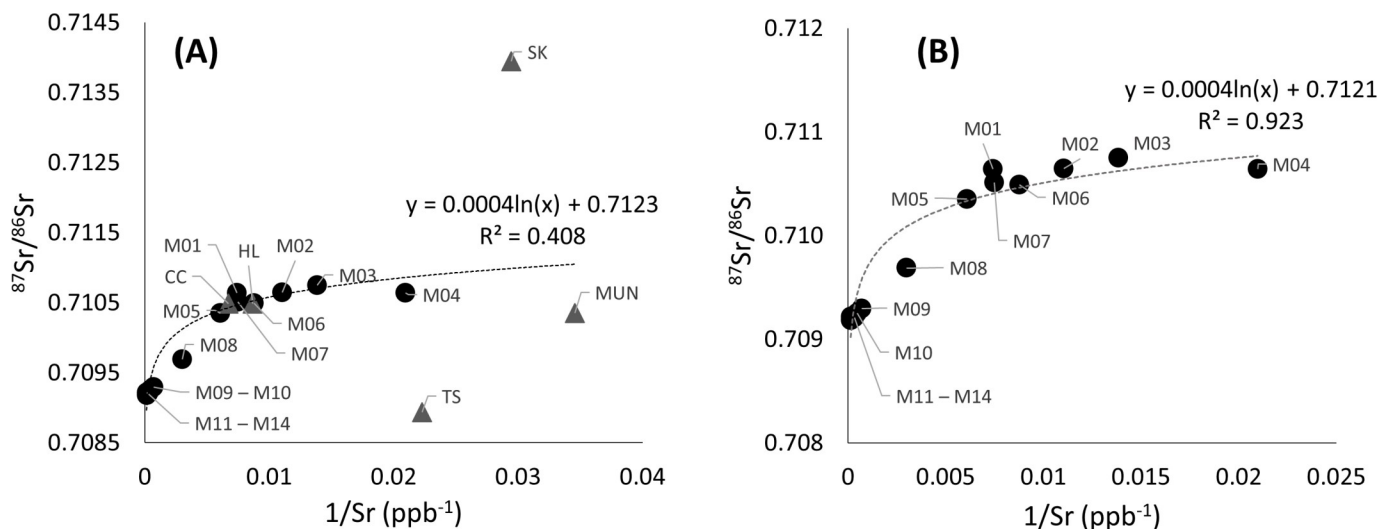 (A)
⁸⁷Sr/⁸⁶Sr
0.7145
0.7135
0.7125
0.7115
0.7105
0.7095
0.7085
SK
y = 0.0004ln(x) + 0.7123
R² = 0.408
M01
HL
M02
CC
M03
M05
M04
MUN
M06
M08
M07
M09 – M10
TS
M11 – M14
0
0.01
0.02
0.03
0.04
1/Sr (ppb⁻¹)
(B)
⁸⁷Sr/⁸⁶Sr
0.712
0.711
0.710
0.709
0.708
y = 0.0004ln(x) + 0.7121
R² = 0.923
M01
M02
M03
M04
M05
M06
M07
M08
M09
M10
M11 – M14
0
0.005
0.01
0.015
0.02
0.025
1/Sr (ppb⁻¹)